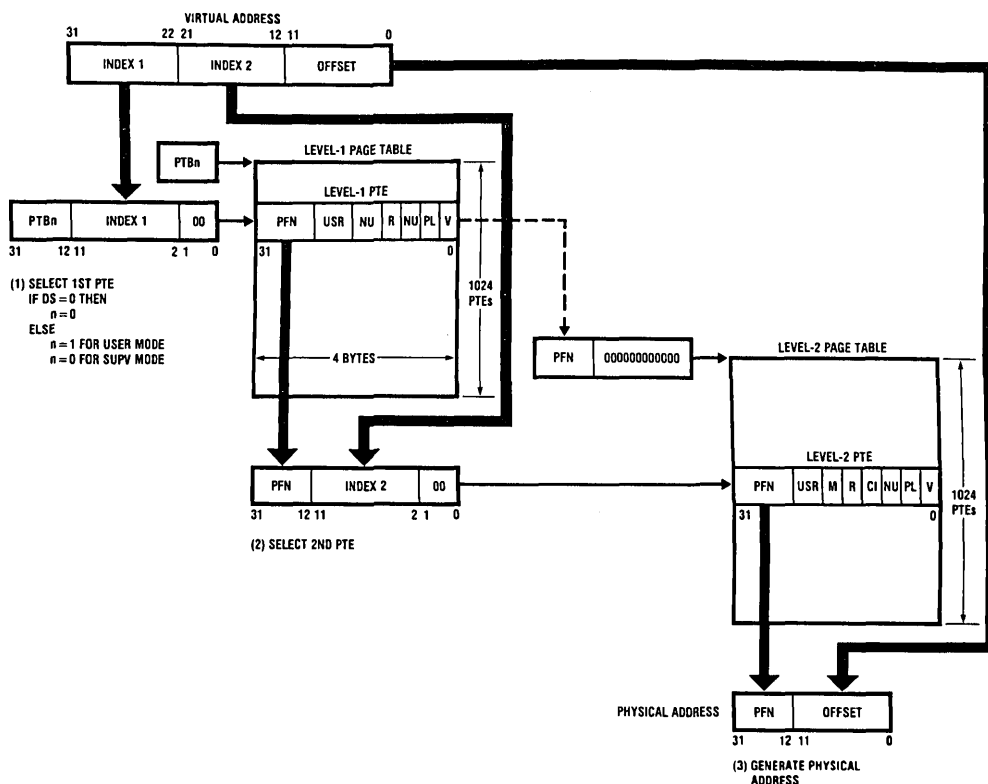 VIRTUAL ADDRESS
31 22 21 12 11 0
INDEX 1 INDEX 2 OFFSET
PTBn
LEVEL-1 PAGE TABLE
LEVEL-1 PTE
PTBn INDEX 1 00
31 12 11 2 1 0
PFN USR NU R NU PL V
31 0
1024
PTEs
4 BYTES
(1) SELECT 1ST PTE
IF DS = 0 THEN
n = 0
ELSE
n = 1 FOR USER MODE
n = 0 FOR SUPV MODE
PFN 000000000000
LEVEL-2 PAGE TABLE
LEVEL-2 PTE
PFN USR M R CI NU PL V
31 0
1024
PTEs
PFN INDEX 2 00
31 12 11 2 1 0
(2) SELECT 2ND PTE
PHYSICAL ADDRESS
PFN OFFSET
31 12 11 0
(3) GENERATE PHYSICAL
ADDRESS